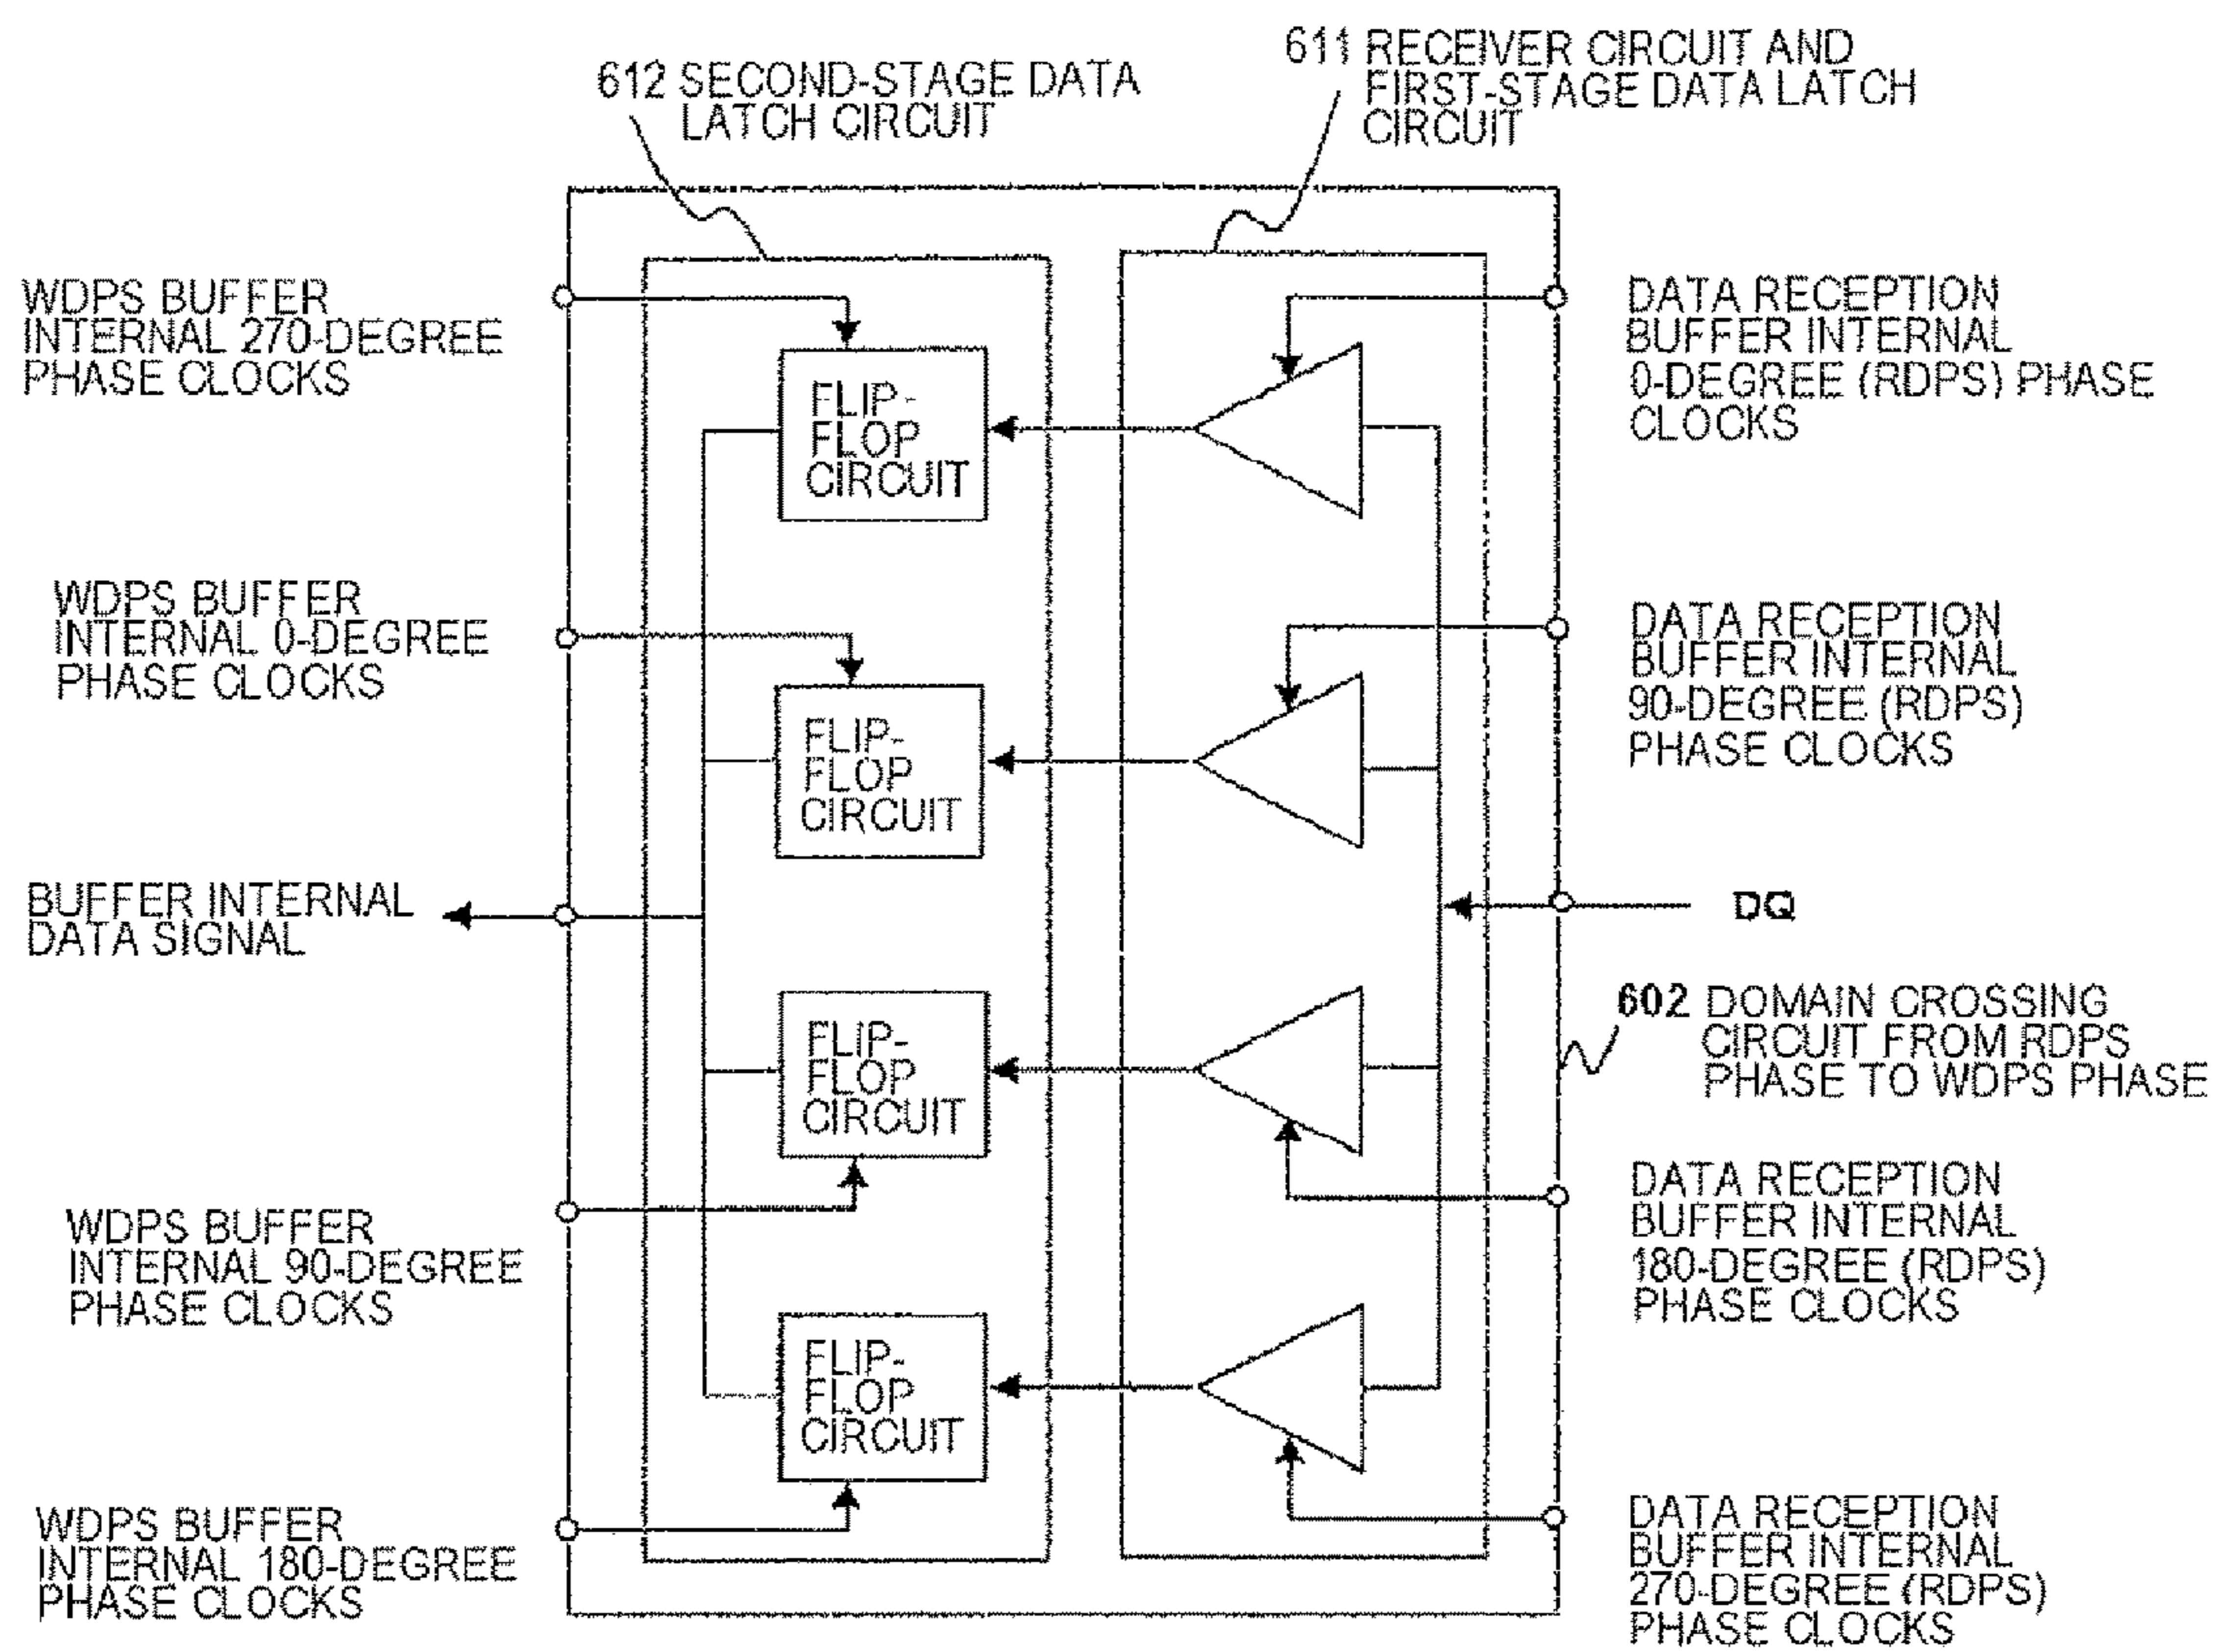 612 SECOND-STAGE DATA
LATCH CIRCUIT
611 RECEIVER CIRCUIT AND
FIRST-STAGE DATA LATCH
CIRCUIT
WDPS BUFFER
INTERNAL 270-DEGREE
PHASE CLOCKS
FLIP-
FLOP
CIRCUIT
DATA RECEPTION
BUFFER INTERNAL
0-DEGREE (RDPS) PHASE
CLOCKS
WDPS BUFFER
INTERNAL 0-DEGREE
PHASE CLOCKS
FLIP-
FLOP
CIRCUIT
DATA RECEPTION
BUFFER INTERNAL
90-DEGREE (RDPS)
PHASE CLOCKS
BUFFER INTERNAL
DATA SIGNAL
DQ
602 DOMAIN CROSSING
CIRCUIT FROM RDPS
PHASE TO WDPS PHASE
FLIP-
FLOP
CIRCUIT
WDPS BUFFER
INTERNAL 90-DEGREE
PHASE CLOCKS
DATA RECEPTION
BUFFER INTERNAL
180-DEGREE (RDPS)
PHASE CLOCKS
FLIP-
FLOP
CIRCUIT
WDPS BUFFER
INTERNAL 180-DEGREE
PHASE CLOCKS
DATA RECEPTION
BUFFER INTERNAL
270-DEGREE (RDPS)
PHASE CLOCKS